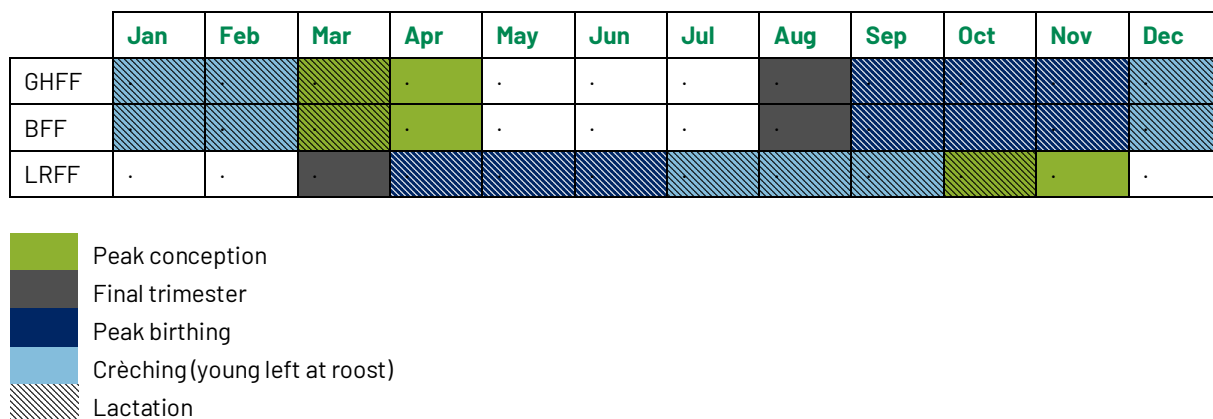 Jan Feb Mar Apr May Jun Jul Aug Sep Oct Nov Dec
GHFF . . . . . . . . . . . .
BFF . . . . . . . . . . . .
LRFF . . . . . . . . . . . .
Peak conception
Final trimester
Peak birthing
Crèching (young left at roost)
Lactation